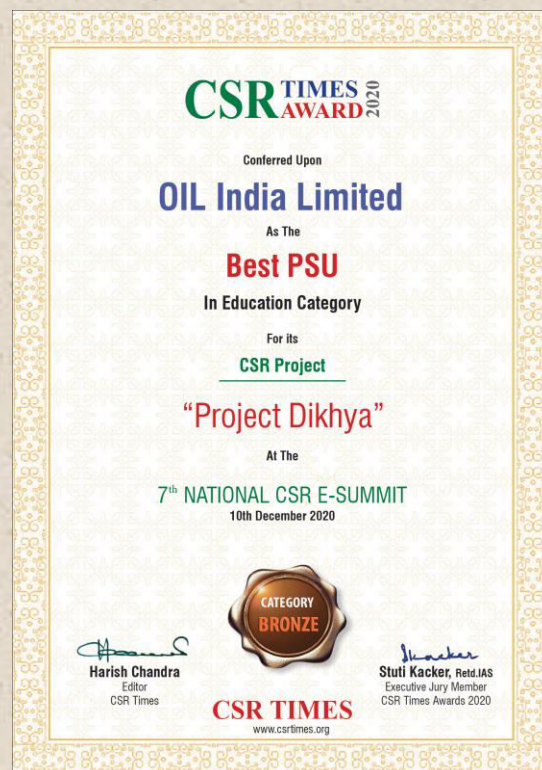 CSR TIMES AWARD 2020
Conferred Upon
OIL India Limited
As The
Best PSU
In Education Category
For its
CSR Project
“Project Dikhya”
At The
7th NATIONAL CSR E-SUMMIT
10th December 2020
CATEGORY
BRONZE
Harish Chandra
Editor
CSR Times
Stuti Kacker, Retd.IAS
Executive Jury Member
CSR Times Awards 2020
CSR TIMES
www.csrtimes.org